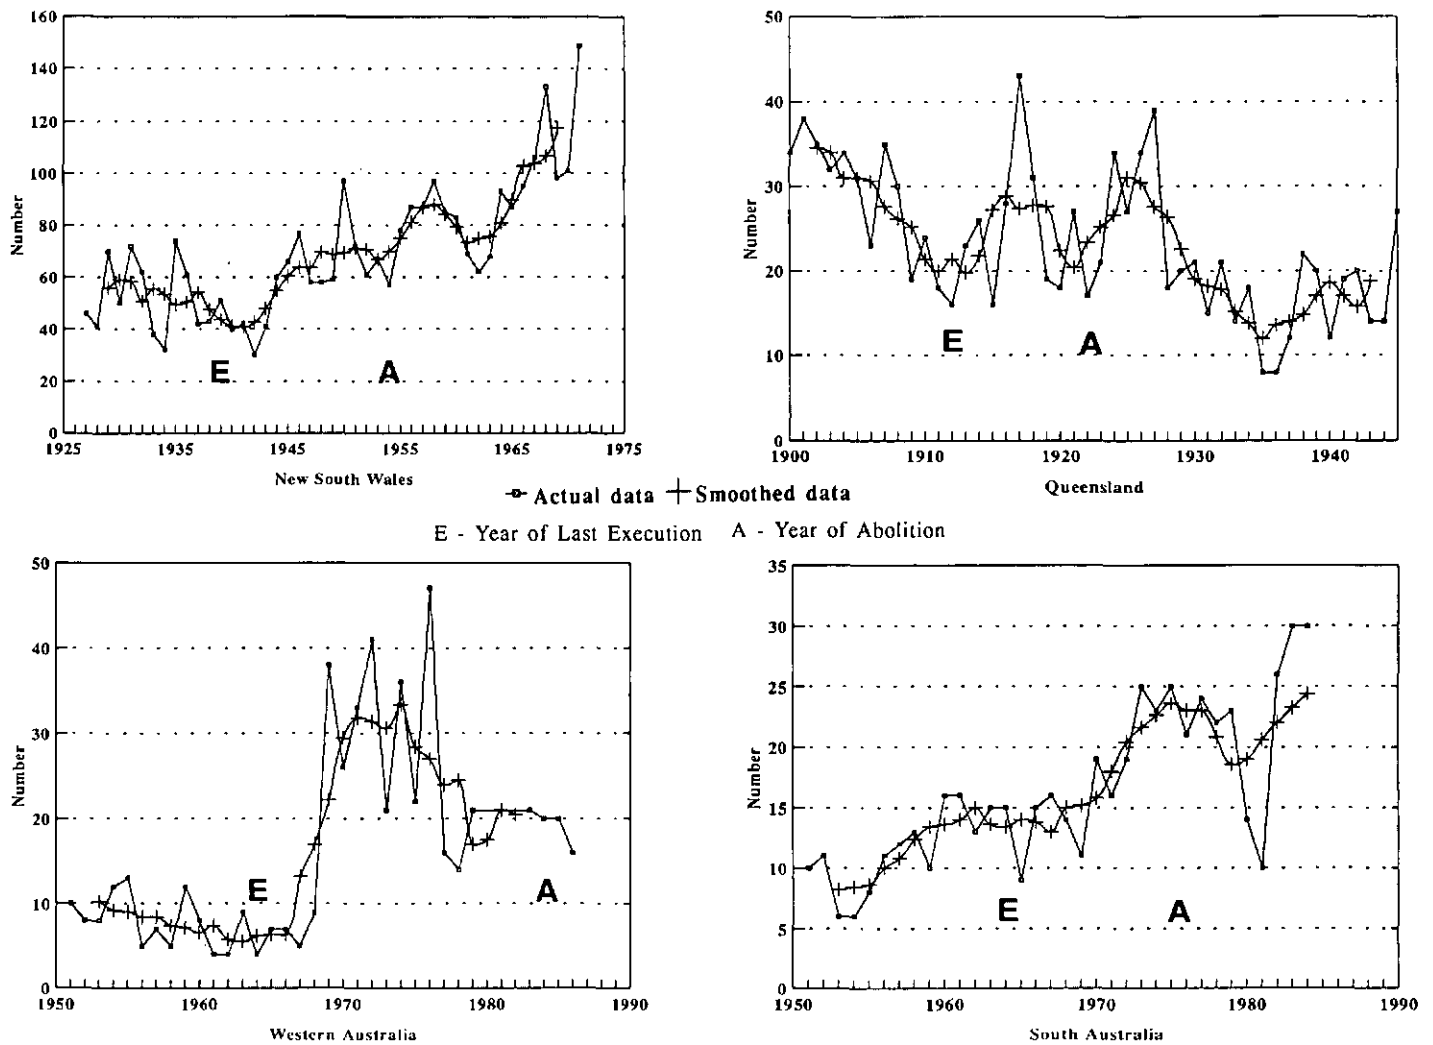 160
140
120
100
80
60
40
20
0
Number
E
A
1925 1935 1945 1955 1965 1975
New South Wales
50
40
30
20
10
0
Number
E
A
1900 1910 1920 1930 1940
Queensland
Actual data Smoothed data
E - Year of Last Execution A - Year of Abolition
50
40
30
20
10
0
Number
E
A
1950 1960 1970 1980 1990
Western Australia
35
30
25
20
15
10
5
0
Number
E
A
1950 1960 1970 1980 1990
South Australia